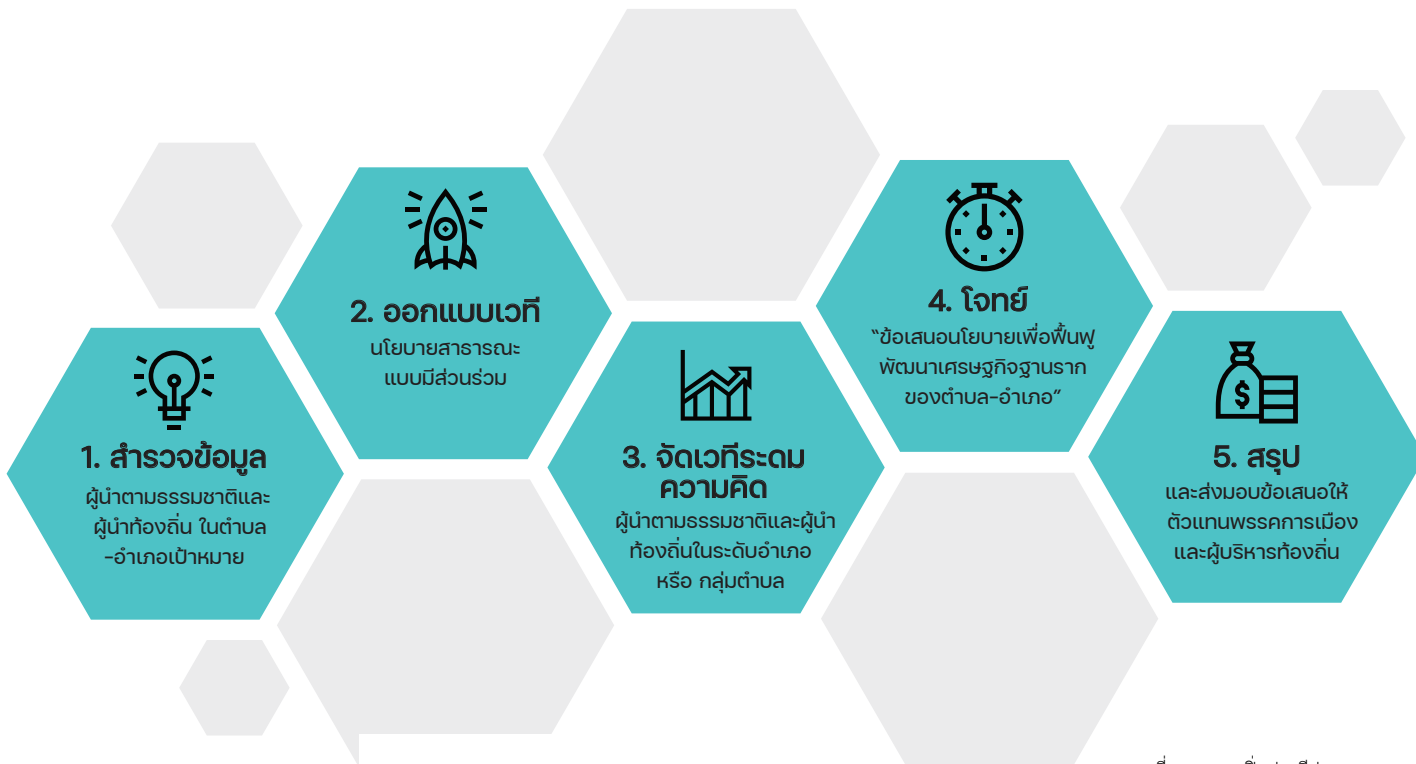 1. สำรวจข้อมูล
ผู้นำตามธรรมชาติและ
ผู้นำท้องถิ่น ในตำบล
-อำเภอเป้าหมาย
2. ออกแบบเวที
นโยบายสาธารณะ
แบบมีส่วนร่วม
3. จัดเวทีระดม
ความคิด
ผู้นำตามธรรมชาติและผู้นำ
ท้องถิ่นในระดับอำเภอ
หรือ กลุ่มตำบล
4. โจทย์
“ข้อเสนอนโยบายเพื่อฟื้นฟู
พัฒนาเศรษฐกิจฐานราก
ของตำบล-อำเภอ”
5. สรุป
และส่งมอบข้อเสนอให้
ตัวแทนพรรคการเมือง
และผู้บริหารท้องถิ่น